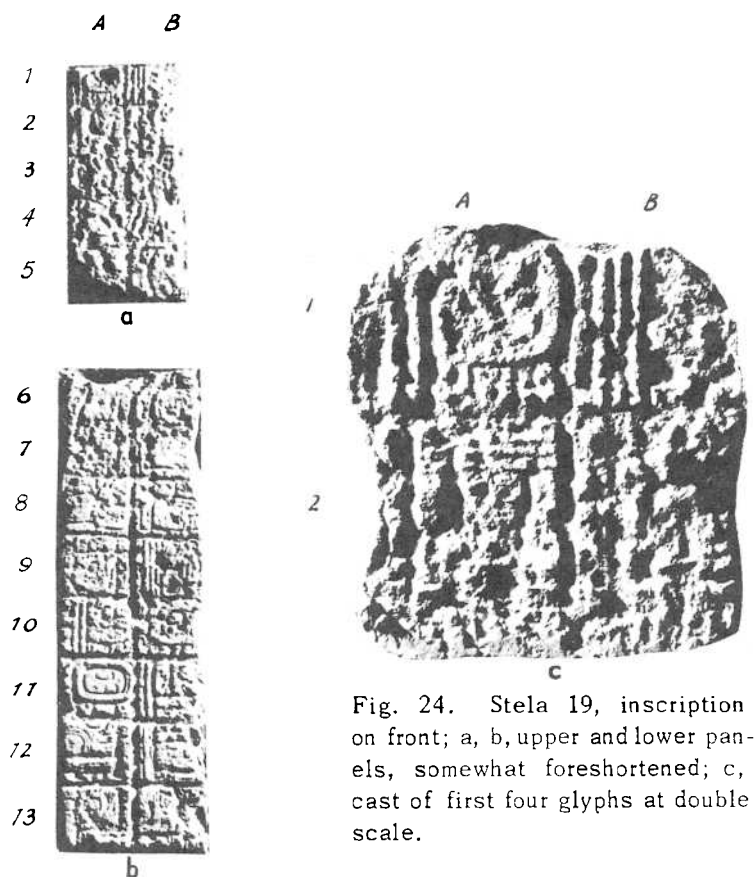 A B
1
2
3
4
5
a
6
7
8
9
10
11
12
13
b
A B
1
2
c
Fig. 24. Stela 19, inscription
on front; a, b, upper and lower pan-
els, somewhat foreshortened; c,
cast of first four glyphs at double
scale.